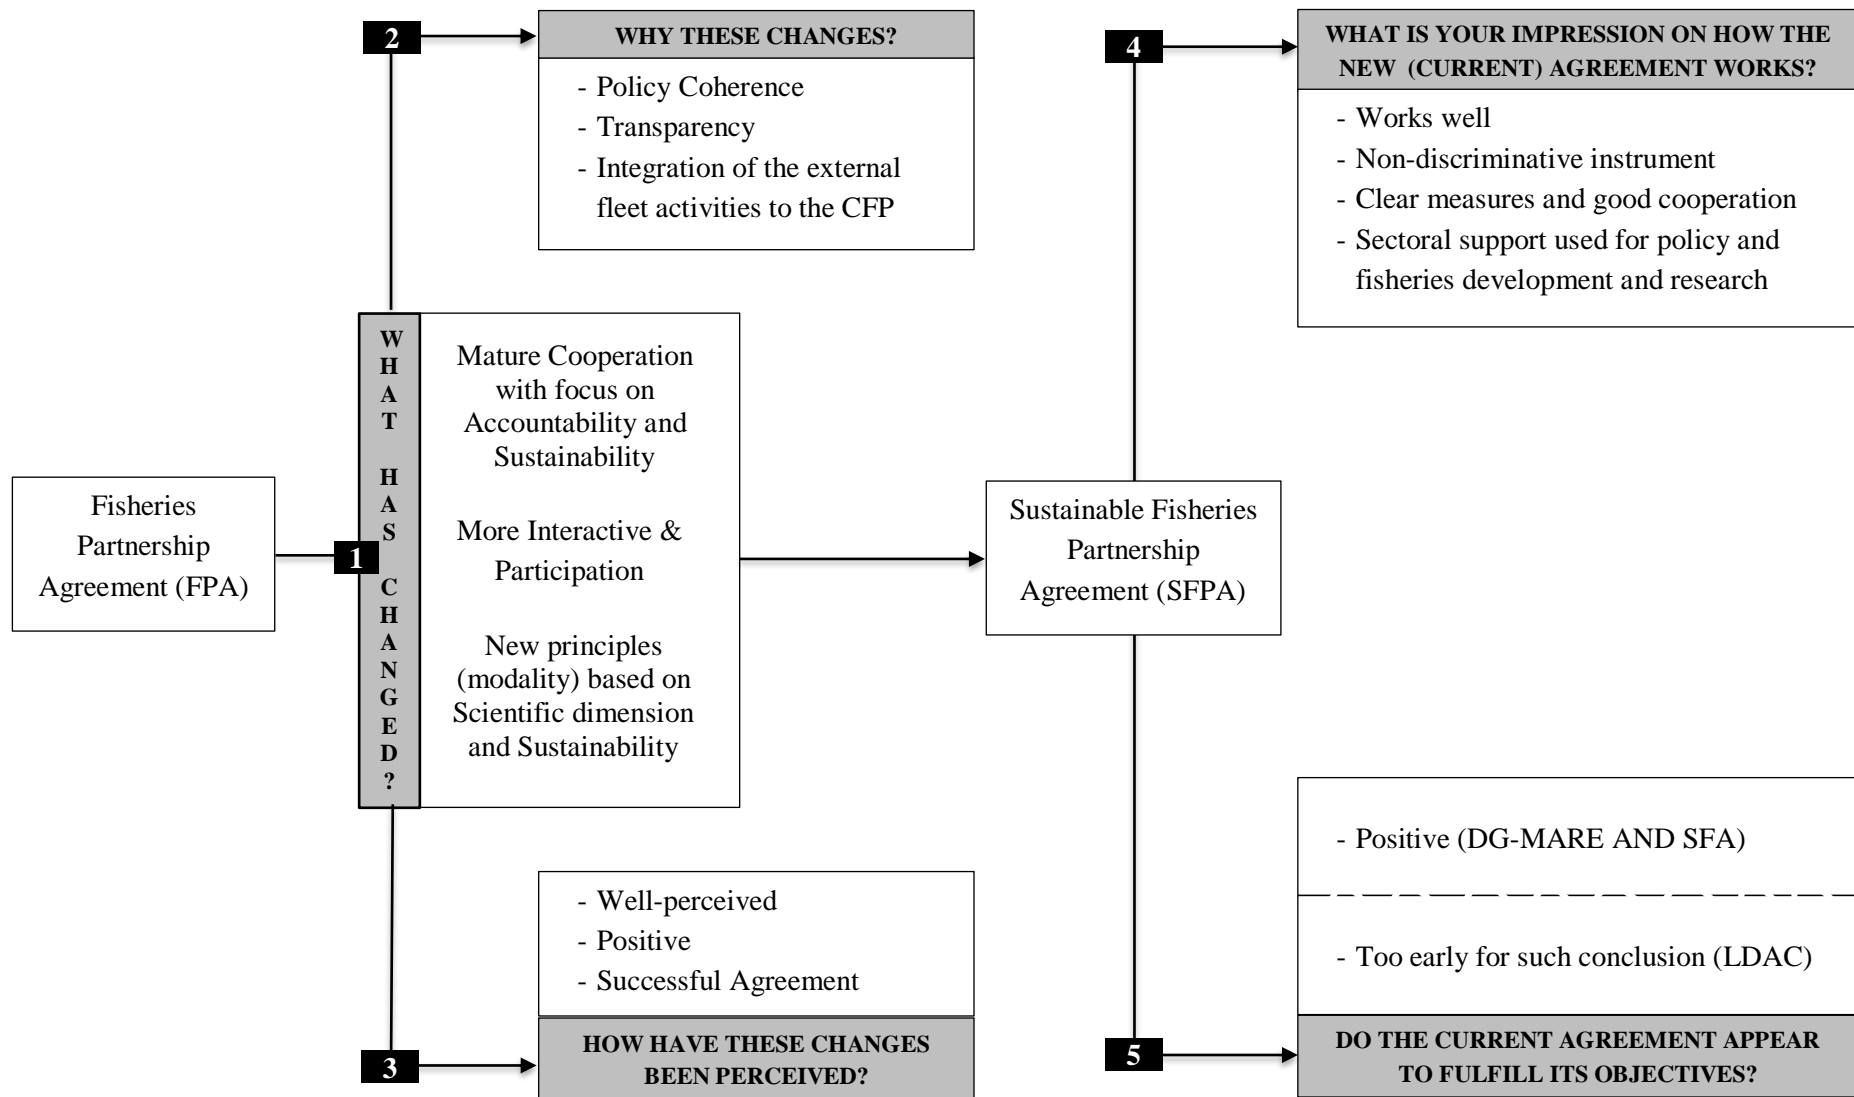 Fisheries
Partnership
Agreement (FPA)
1
WHAT HAS CHANGED?
Mature Cooperation
with focus on
Accountability and
Sustainability
More Interactive &
Participation
New principles
(modality) based on
Scientific dimension
and Sustainability
2
WHY THESE CHANGES?
- Policy Coherence
- Transparency
- Integration of the external
fleet activities to the CFP
3
- Well-perceived
- Positive
- Successful Agreement
HOW HAVE THESE CHANGES
BEEN PERCEIVED?
Sustainable Fisheries
Partnership
Agreement (SFPA)
4
WHAT IS YOUR IMPRESSION ON HOW THE
NEW (CURRENT) AGREEMENT WORKS?
- Works well
- Non-discriminative instrument
- Clear measures and good cooperation
- Sectoral support used for policy and
fisheries development and research
5
- Positive (DG-MARE AND SFA)
- Too early for such conclusion (LDAC)
DO THE CURRENT AGREEMENT APPEAR
TO FULFILL ITS OBJECTIVES?